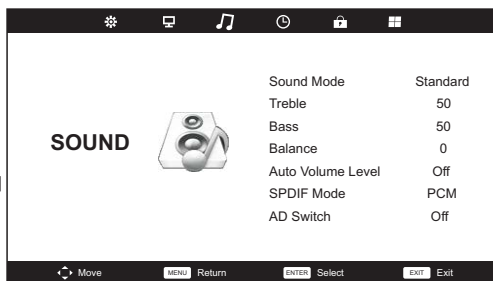 SOUND
Sound Mode Standard
Treble 50
Bass 50
Balance 0
Auto Volume Level Off
SPDIF Mode PCM
AD Switch Off
Move MENU Return ENTER Select EXIT Exit